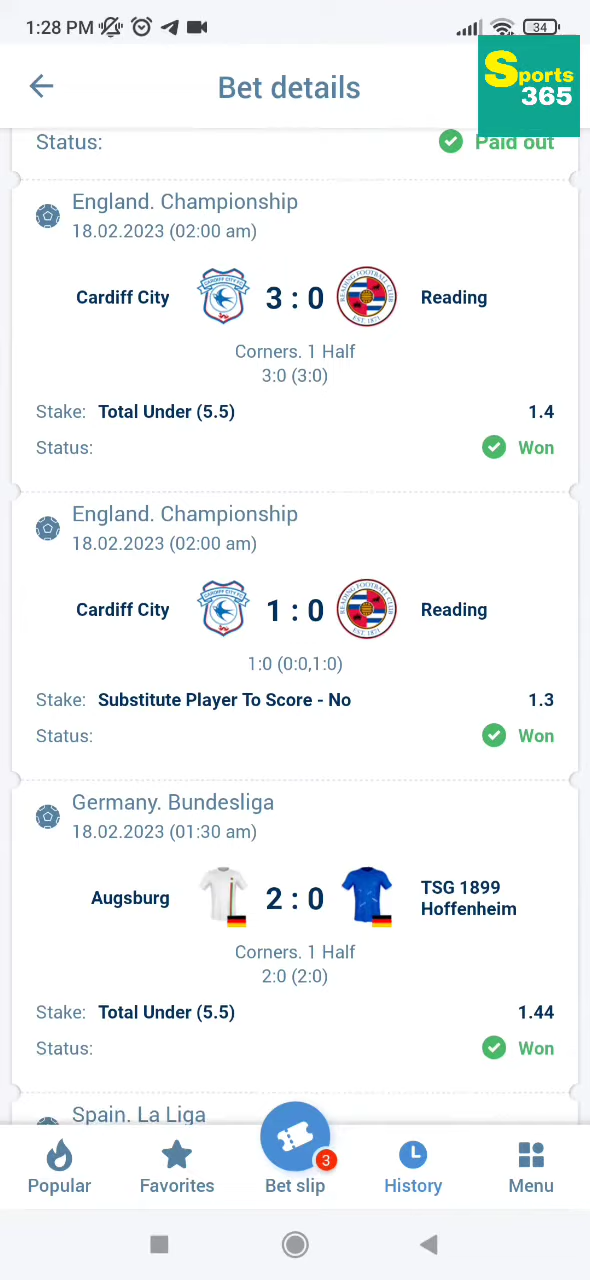 1:28 PM
34
Bet details
Sports
365
Status: Paid out
England. Championship
18.02.2023 (02:00 am)
Cardiff City 3 : 0 Reading
Corners. 1 Half
3:0 (3:0)
Stake: Total Under (5.5) 1.4
Status: Won
England. Championship
18.02.2023 (02:00 am)
Cardiff City 1 : 0 Reading
1:0 (0:0,1:0)
Stake: Substitute Player To Score - No 1.3
Status: Won
Germany. Bundesliga
18.02.2023 (01:30 am)
Augsburg 2 : 0 TSG 1899
Hoffenheim
Corners. 1 Half
2:0 (2:0)
Stake: Total Under (5.5) 1.44
Status: Won
Spain. La Liga
3
Popular Favorites Bet slip History Menu